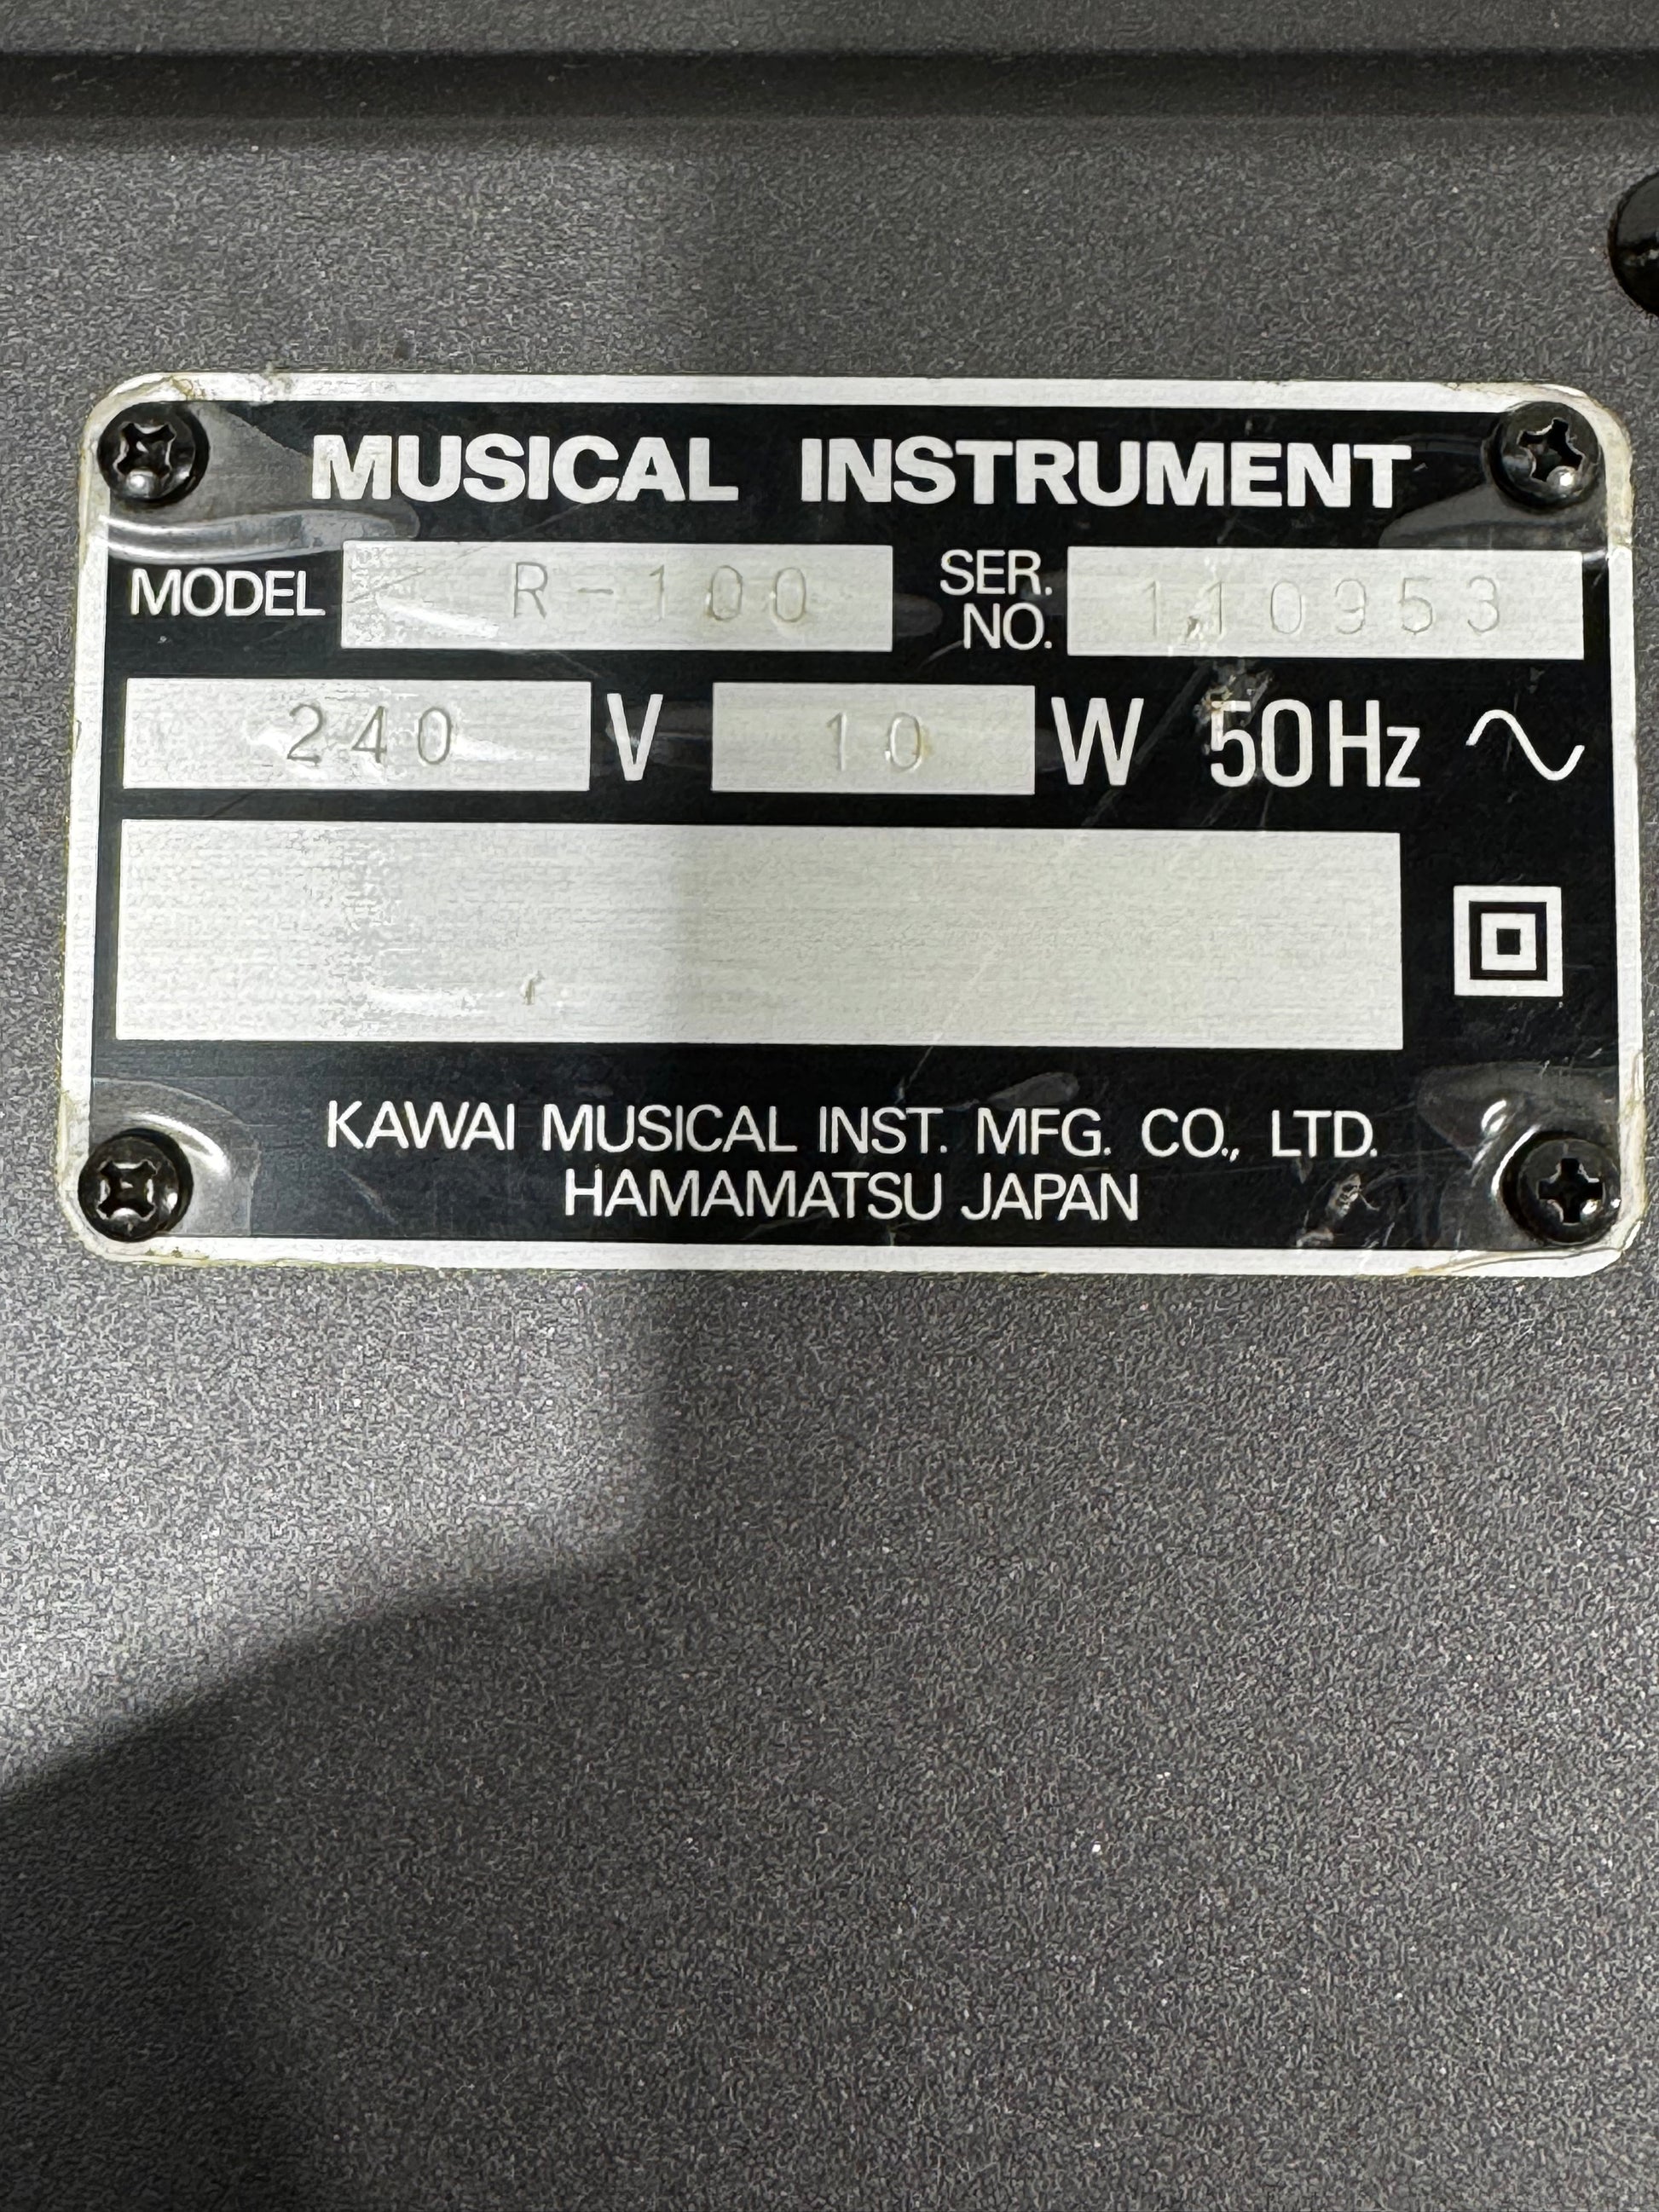 MUSICAL INSTRUMENT
MODEL R-100 SER. NO. 110953
240 V 10 W 50Hz ∿
KAWAI MUSICAL INST. MFG. CO., LTD.
HAMAMATSU JAPAN